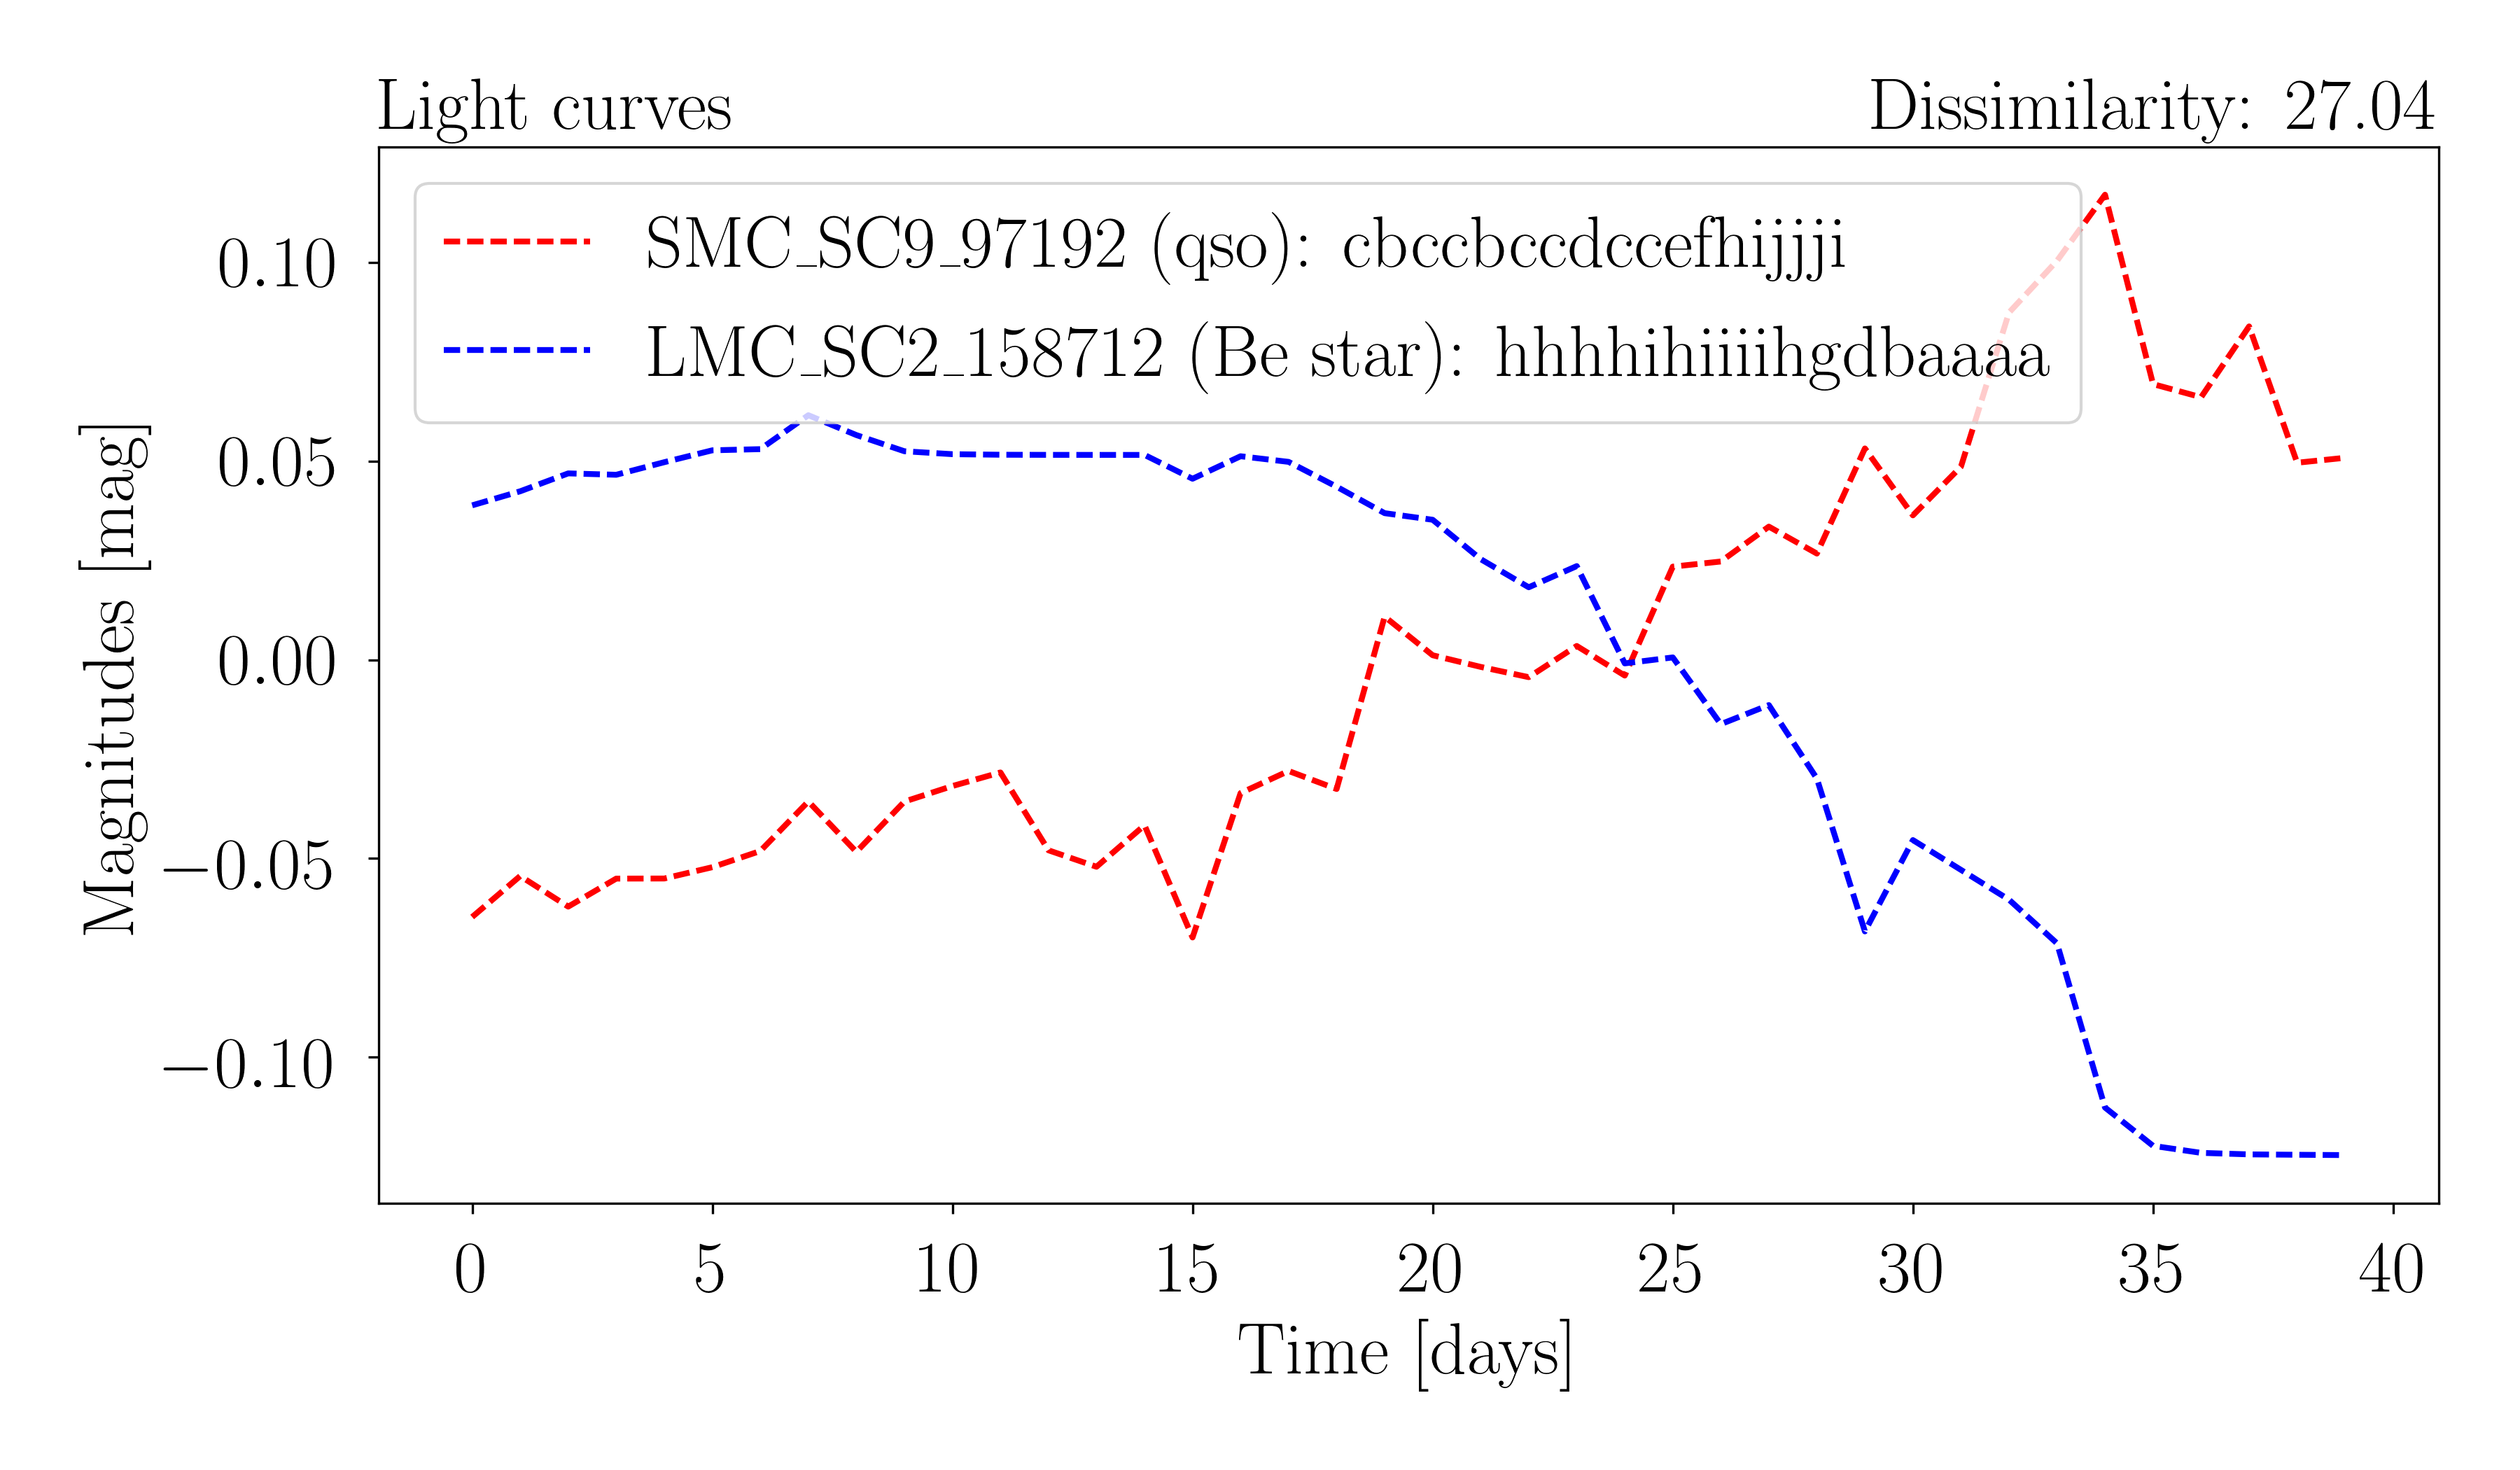 Light curves
Dissimilarity: 27.04
SMC_SC9_97192 (qso): cbccbccdccefhijjji
LMC_SC2_158712 (Be star): hhhhihiiiihgdbaaaa
Magnitudes [mag]
0.10
0.05
0.00
−0.05
−0.10
0 5 10 15 20 25 30 35 40
Time [days]